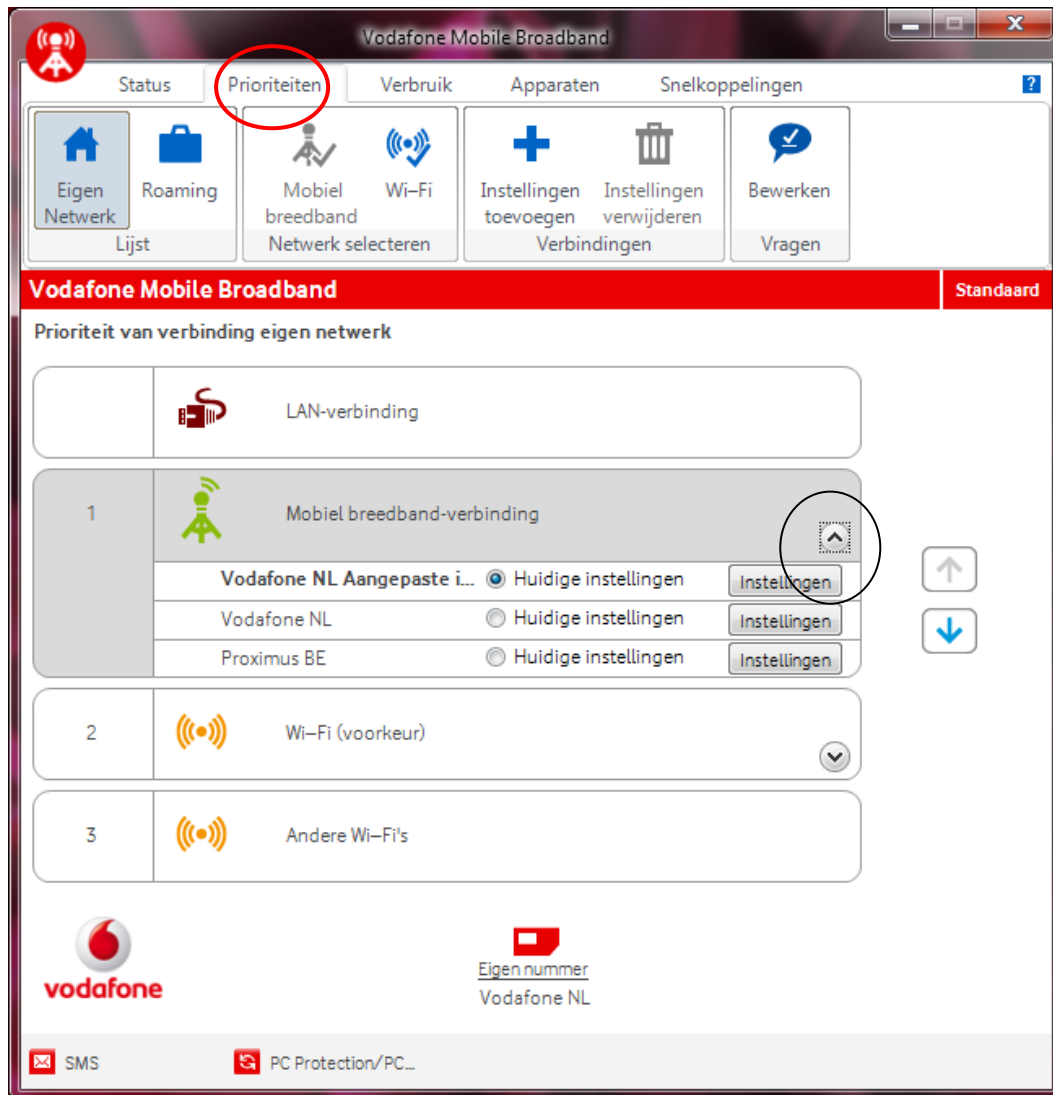 Vodafone Mobile Broadband
Status Prioriteiten Verbruik Apparaten Snelkoppelingen ?
Eigen Netwerk Roaming Mobiel breedband Wi–Fi Instellingen toevoegen Instellingen verwijderen Bewerken
Lijst Netwerk selecteren Verbindingen Vragen
Vodafone Mobile Broadband Standaard
Prioriteit van verbinding eigen netwerk
LAN-verbinding
1 Mobiel breedband-verbinding
Vodafone NL Aangepaste i... Huidige instellingen Instellingen
Vodafone NL Huidige instellingen Instellingen
Proximus BE Huidige instellingen Instellingen
2 Wi–Fi (voorkeur)
3 Andere Wi–Fi's
vodafone
Eigen nummer
Vodafone NL
SMS PC Protection/PC...